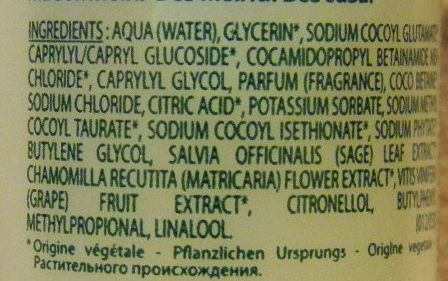 INGREDIENTS : AQUA (WATER), GLYCERIN*, SODIUM COCOYL GLUTAMATE
CAPRYLYL/CAPRYL GLUCOSIDE*, COCAMIDOPROPYL BETAINAMIDE
CHLORIDE*, CAPRYLYL GLYCOL, PARFUM (FRAGRANCE), COCO
SODIUM CHLORIDE, CITRIC ACID*, POTASSIUM SORBATE, SODIUM
COCOYL TAURATE*, SODIUM COCOYL ISETHIONATE*, SODIUM
BUTYLENE GLYCOL, SALVIA OFFICINALIS (SAGE) LEAF
CHAMOMILLA RECUTITA (MATRICARIA) FLOWER EXTRACT*, VITIS
(GRAPE) FRUIT EXTRACT*, CITRONELLOL,
METHYLPROPIONAL, LINALOOL.
*Origine végétale - Pflanzlichen Ursprungs - Origine
Растительного происхождения.